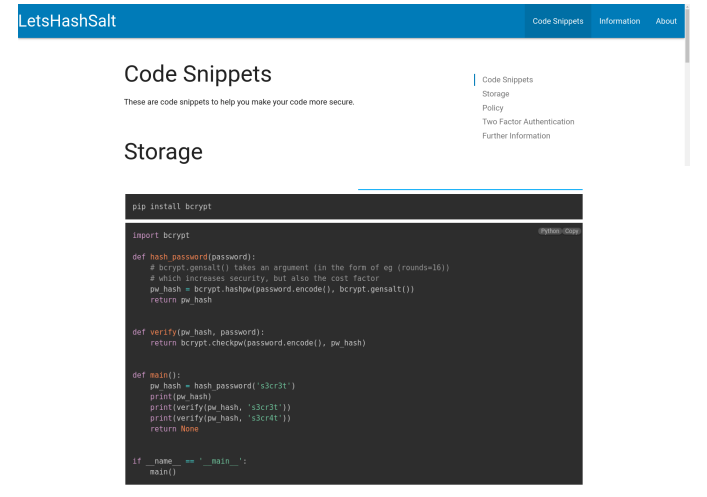 LetsHashSalt
Code Snippets Information About
Code Snippets
These are code snippets to help you make your code more secure.
Code Snippets
Storage
Policy
Two Factor Authentication
Further Information
Storage
pip install bcrypt
Python Copy
import bcrypt
def hash_password(password):
# bcrypt.gensalt() takes an argument (in the form of eg (rounds=16))
# which increases security, but also the cost factor
pw_hash = bcrypt.hashpw(password.encode(), bcrypt.gensalt())
return pw_hash
def verify(pw_hash, password):
return bcrypt.checkpw(password.encode(), pw_hash)
def main():
pw_hash = hash_password('s3cr3t')
print(pw_hash)
print(verify(pw_hash, 's3cr3t'))
print(verify(pw_hash, 's3cr4t'))
return None
if __name__ == '__main__':
main()